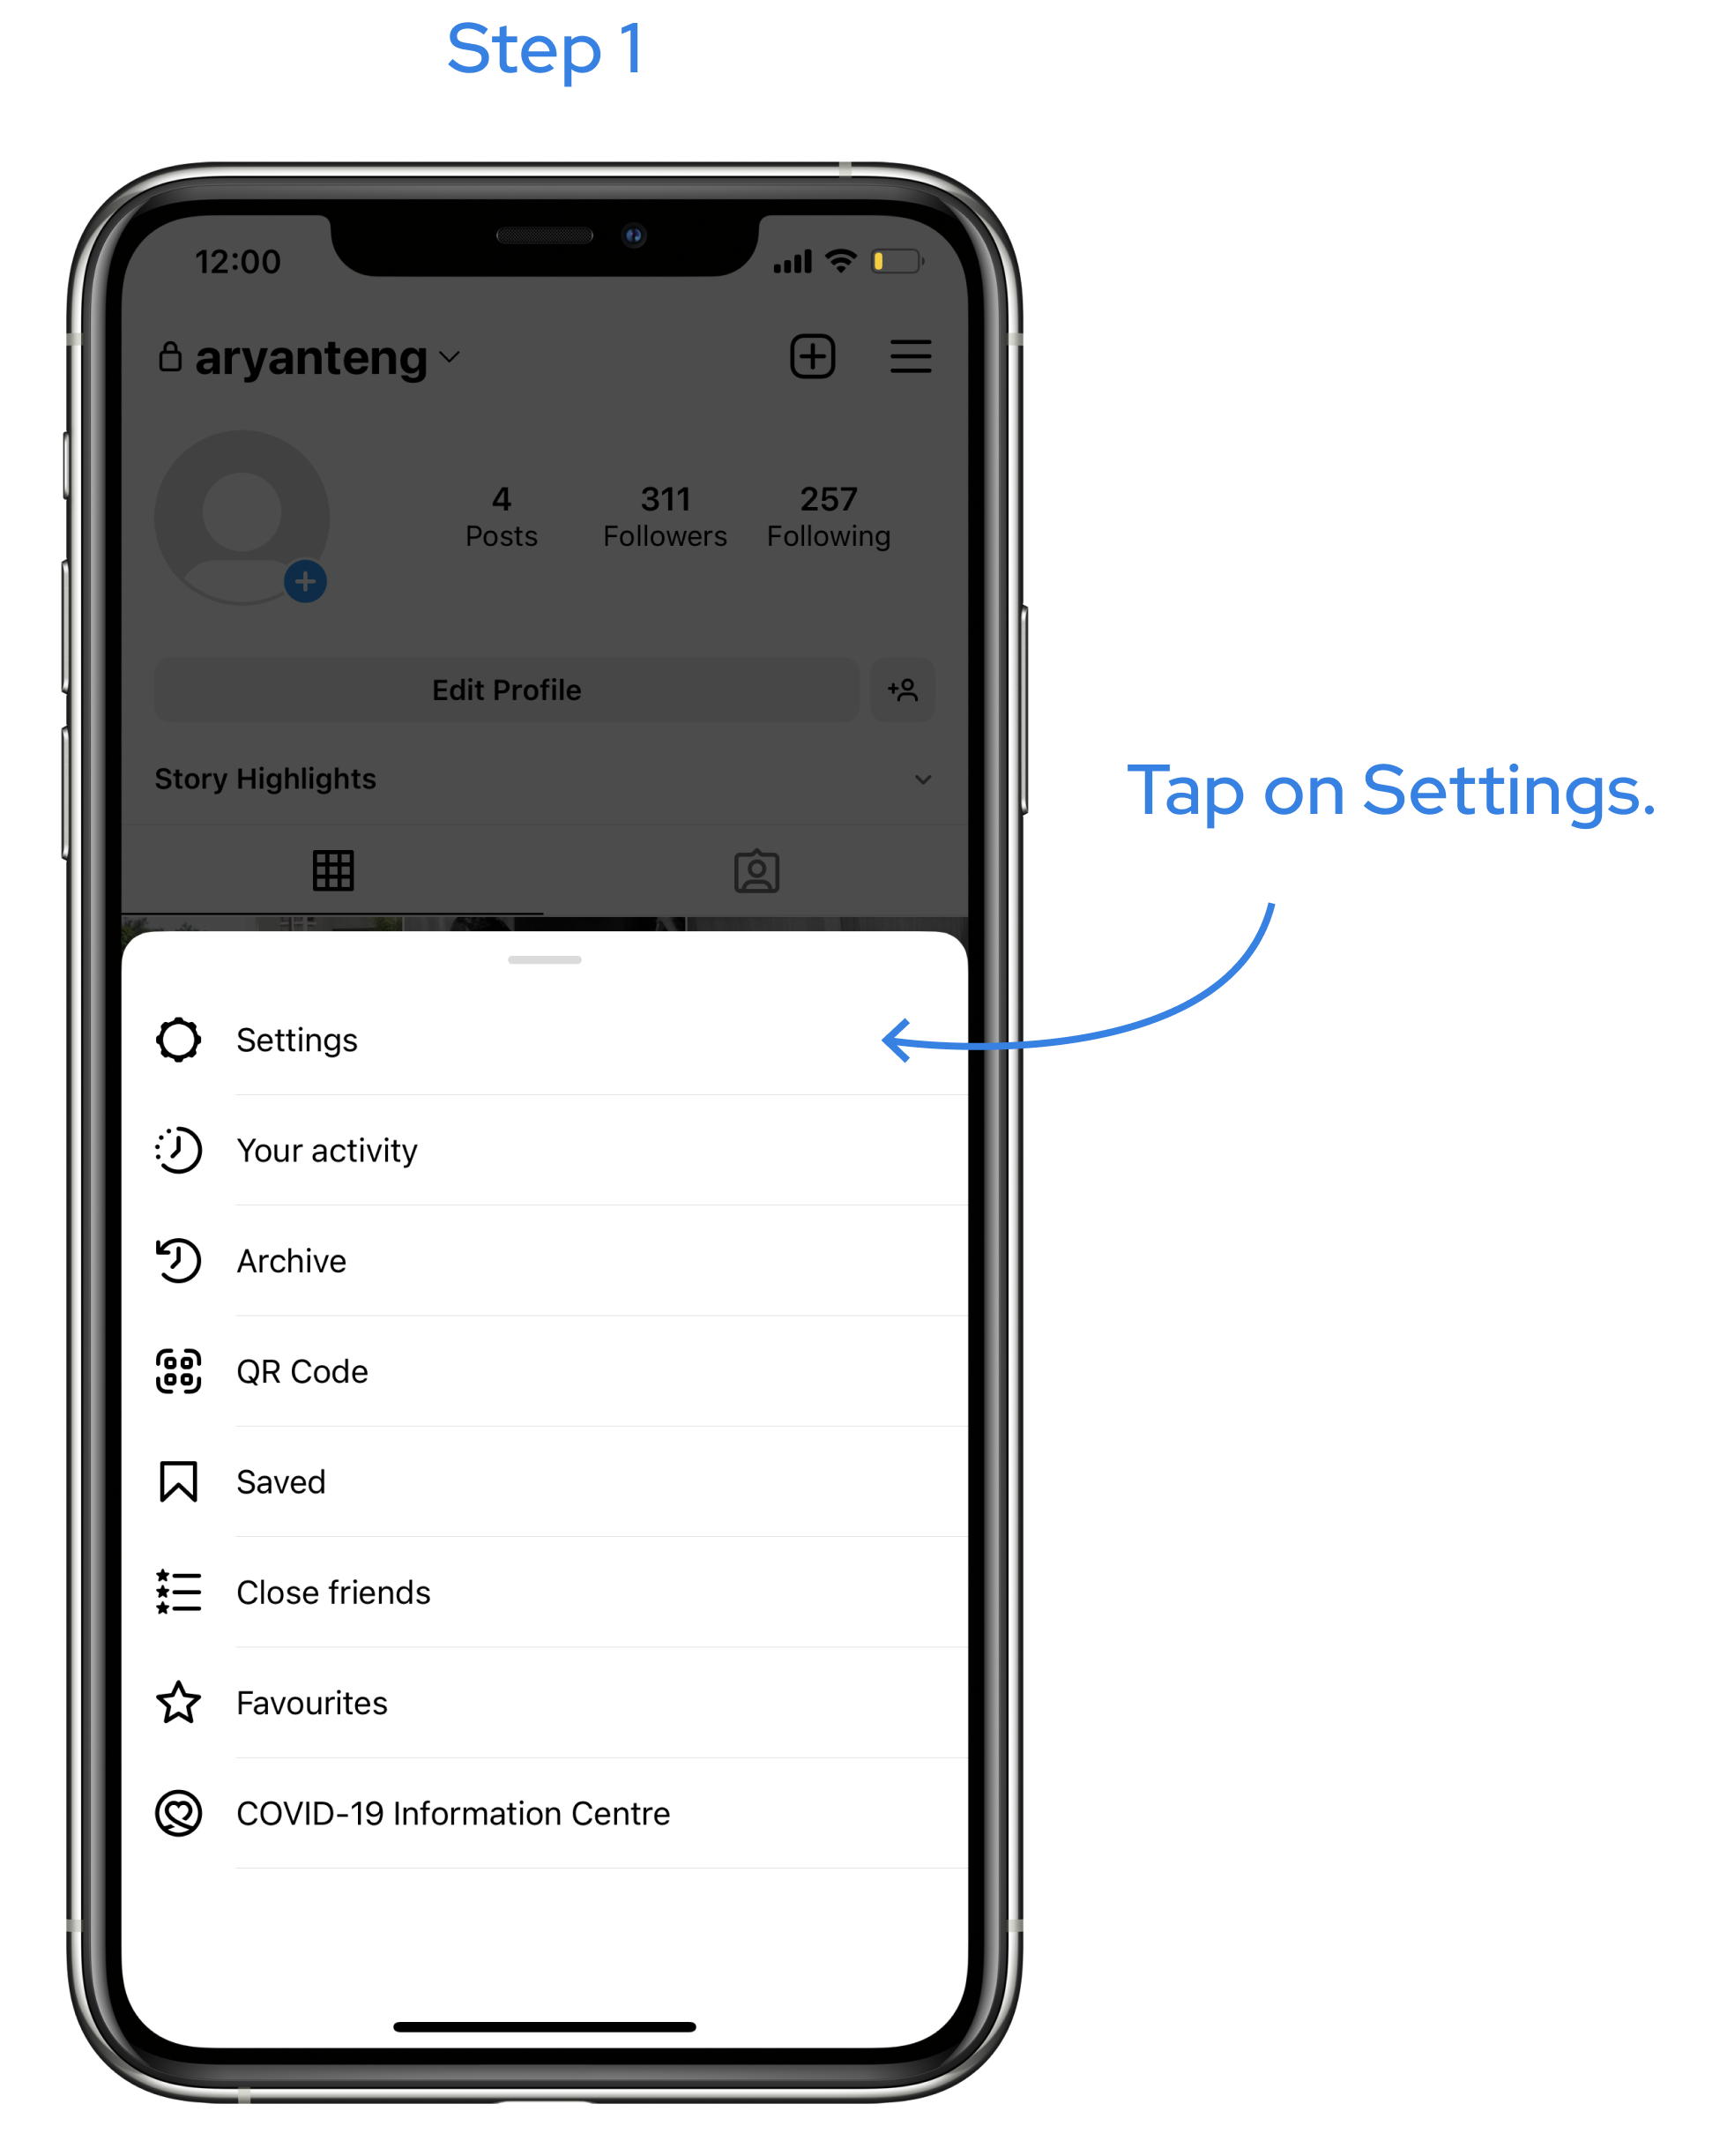 Step 1
12:00
aryanteng
4 311 257
Posts Followers Following
Edit Profile
Story Highlights
Tap on Settings.
Settings
Your activity
Archive
QR Code
Saved
Close friends
Favourites
COVID-19 Information Centre